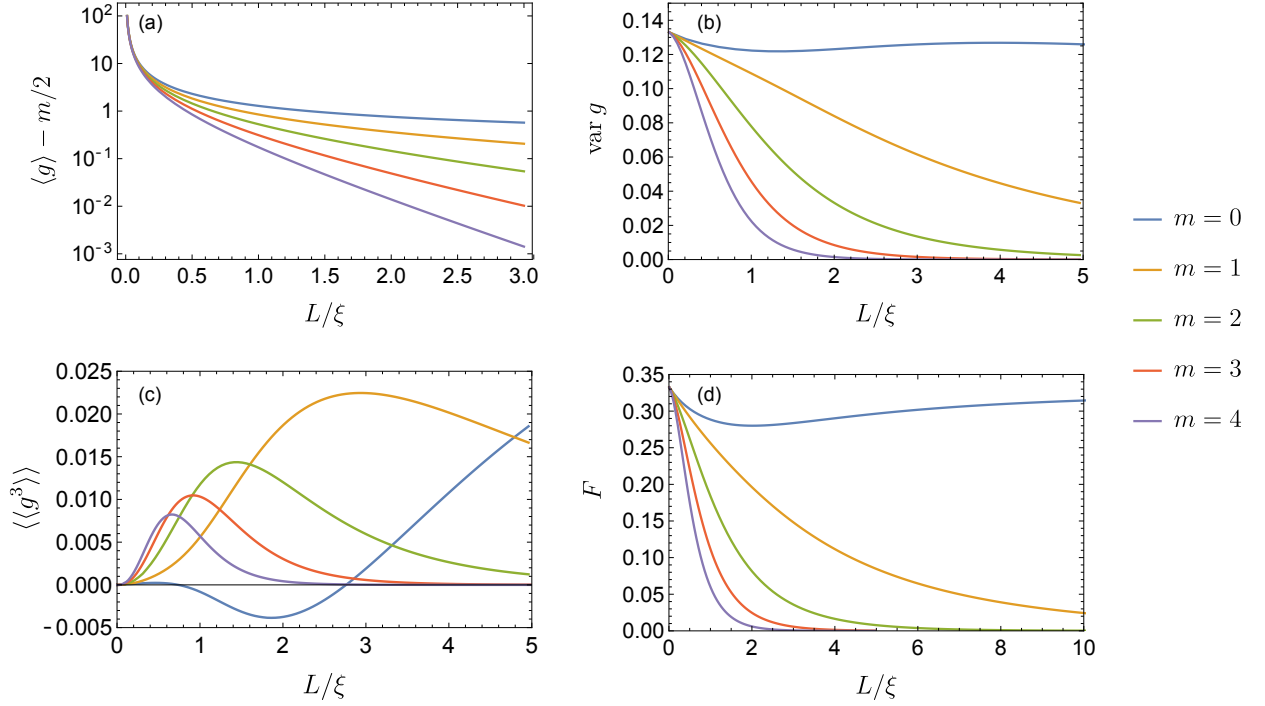 (a)
⟨g⟩ − m/2
10²
10
1
10⁻¹
10⁻²
10⁻³
0.0 0.5 1.0 1.5 2.0 2.5 3.0
L/ξ
(b)
var g
0.14
0.12
0.10
0.08
0.06
0.04
0.02
0.00
0 1 2 3 4 5
L/ξ
(c)
⟨⟨g³⟩⟩
0.025
0.020
0.015
0.010
0.005
0.000
-0.005
0 1 2 3 4 5
L/ξ
(d)
F
0.35
0.30
0.25
0.20
0.15
0.10
0.05
0.00
0 2 4 6 8 10
L/ξ
m = 0
m = 1
m = 2
m = 3
m = 4